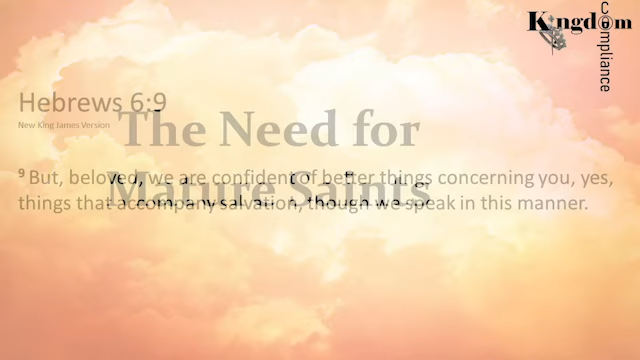 Kingdom
Compliance
Hebrews 6:9
New King James Version
The Need for
Mature Saints
9 But, beloved, we are confident of better things concerning you, yes,
things that accompany salvation, though we speak in this manner.